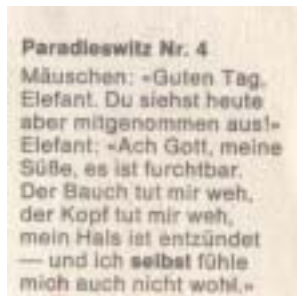 Paradieswitz Nr. 4
Mäuschen: «Guten Tag,
Elefant. Du siehst heute
aber mitgenommen aus!»
Elefant: «Ach Gott, meine
Süße, es ist furchtbar.
Der Bauch tut mir weh,
der Kopf tut mir weh,
mein Hals ist entzündet
— und ich selbst fühle
mich auch nicht wohl.»